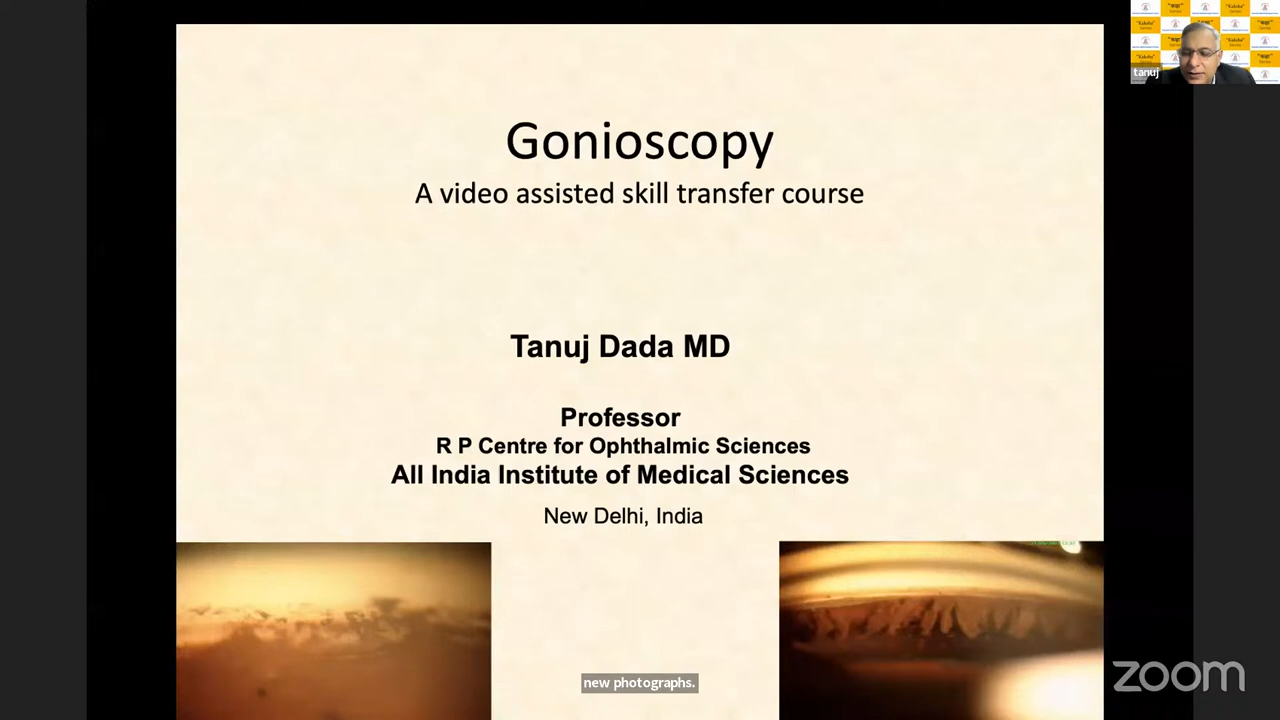 Gonioscopy
A video assisted skill transfer course
Tanuj Dada MD
Professor
R P Centre for Ophthalmic Sciences
All India Institute of Medical Sciences
New Delhi, India
new photographs.
tanuj
zoom